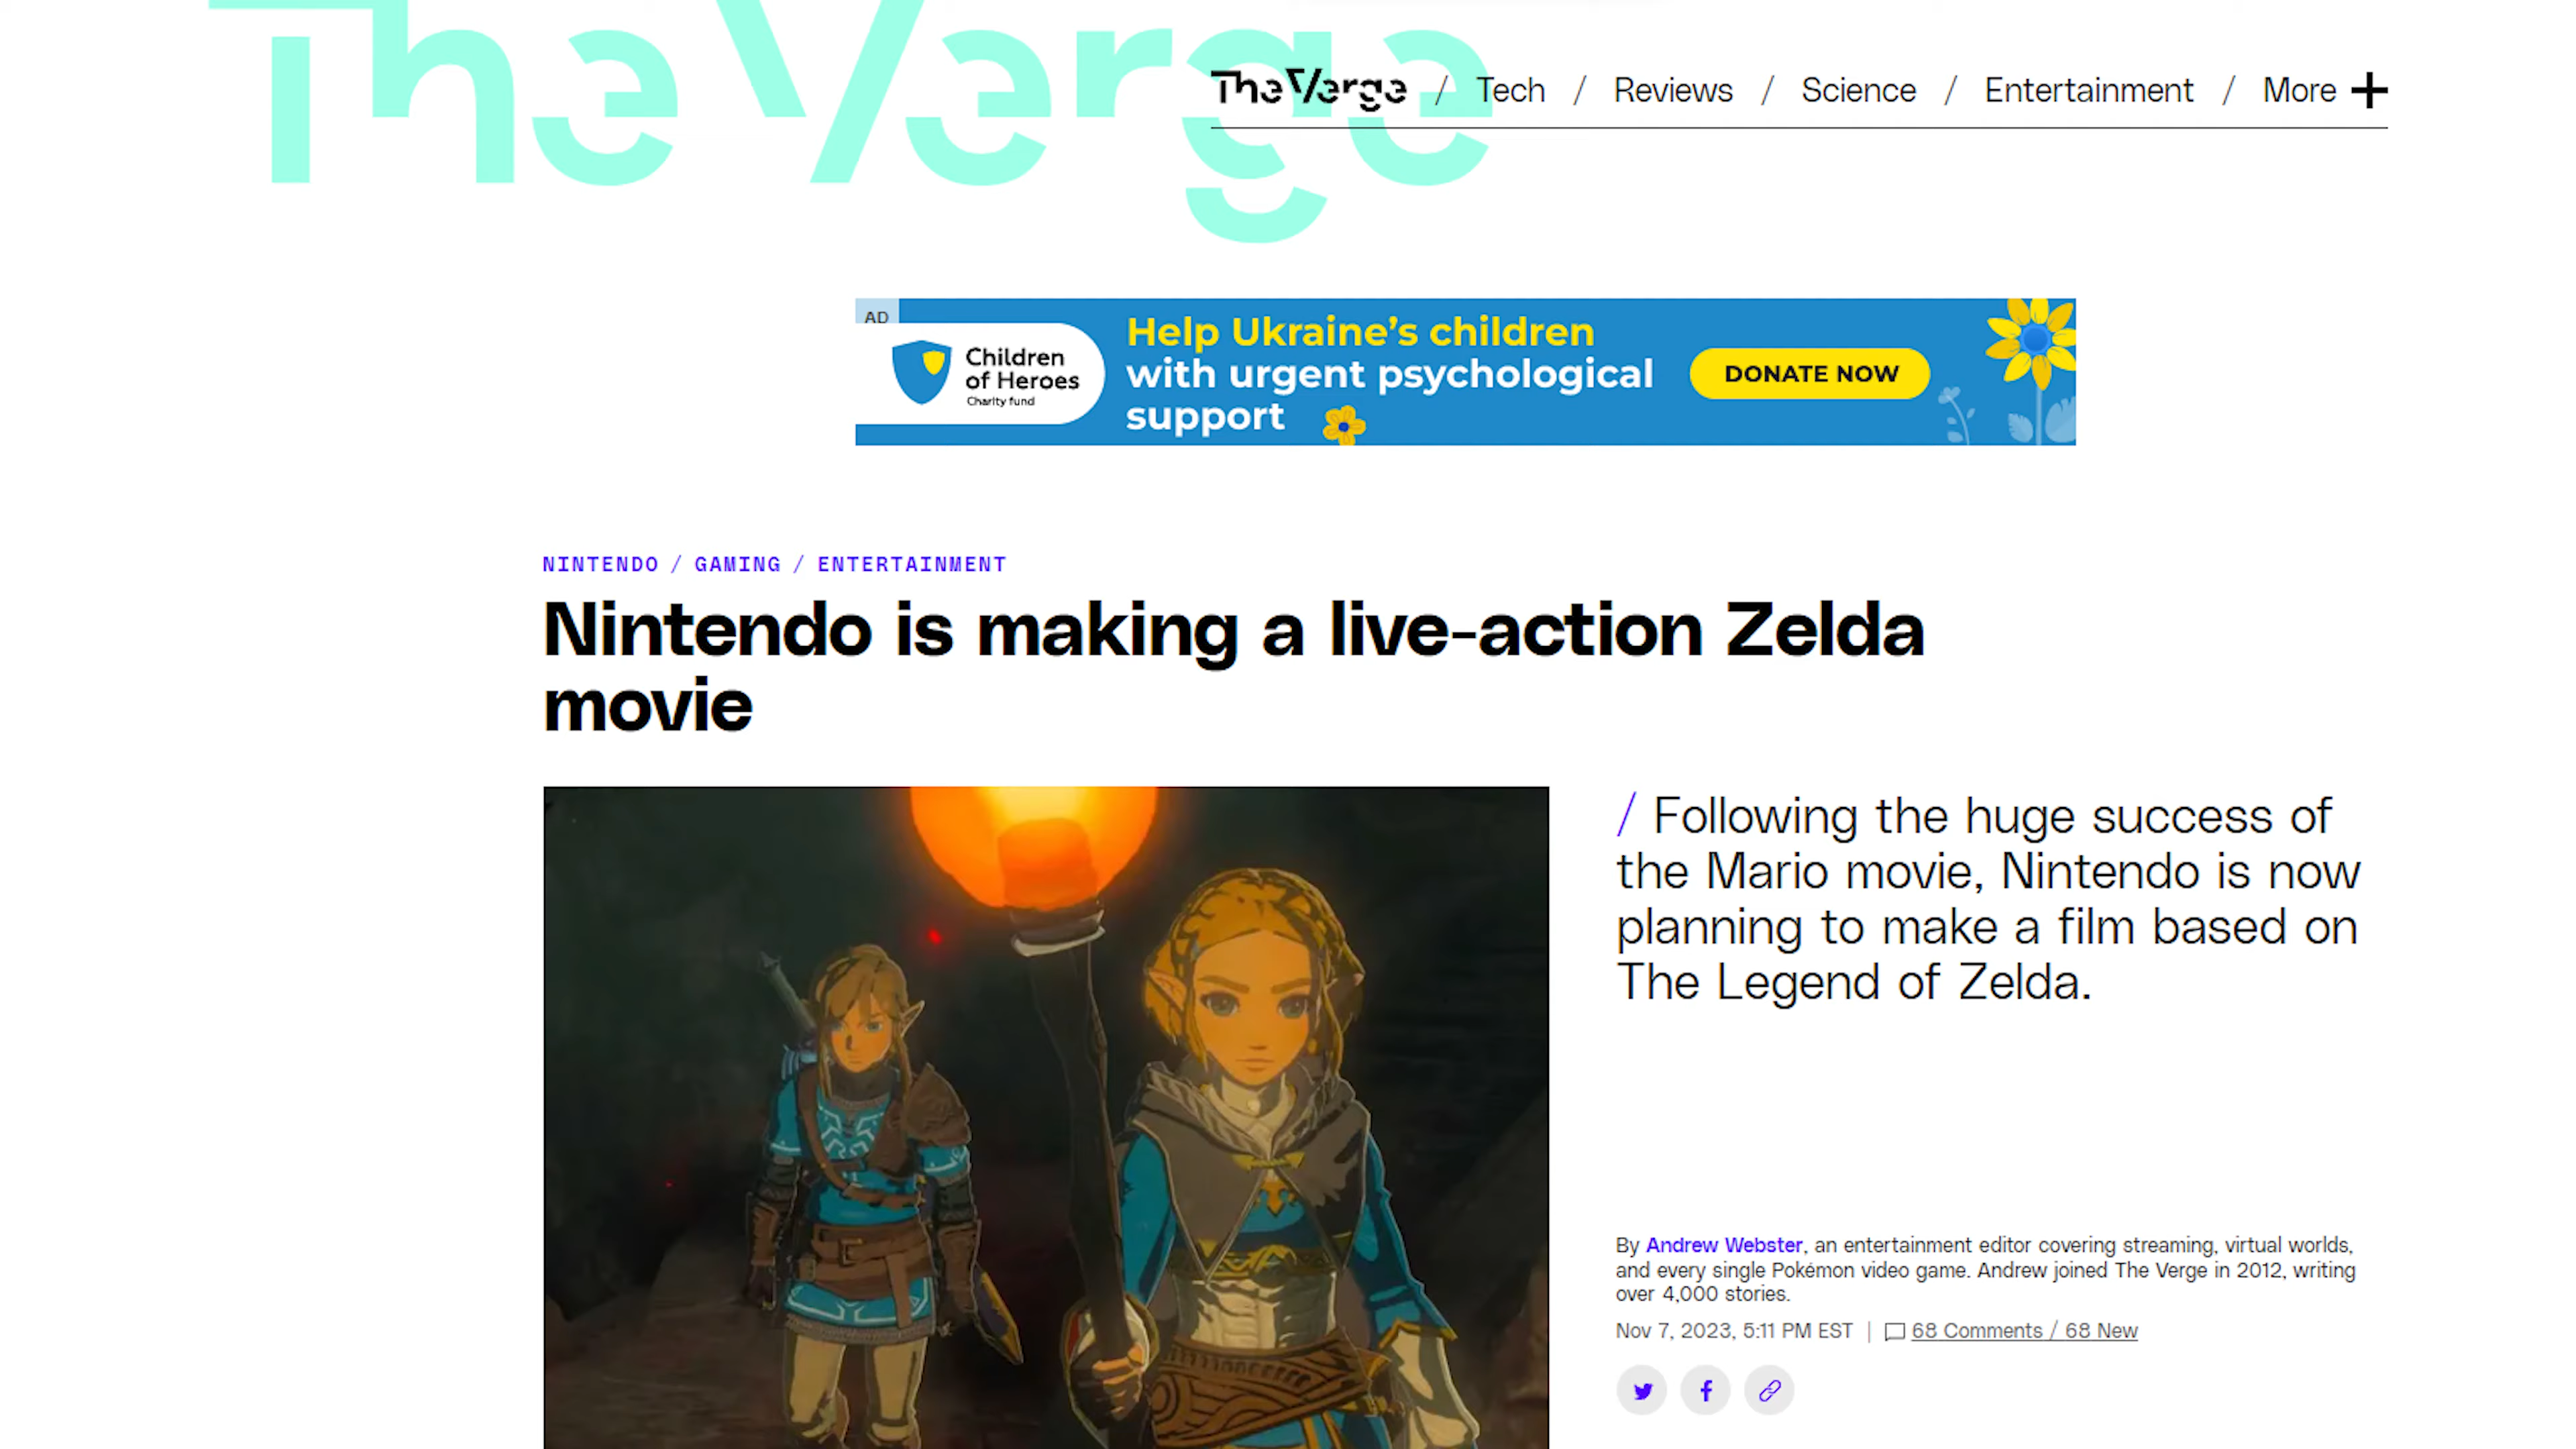 The Verge
The Verge / Tech / Reviews / Science / Entertainment / More +
AD
Children
of Heroes
Charity fund
Help Ukraine's children
with urgent psychological
support
DONATE NOW
NINTENDO / GAMING / ENTERTAINMENT
Nintendo is making a live-action Zelda
movie
/ Following the huge success of
the Mario movie, Nintendo is now
planning to make a film based on
The Legend of Zelda.
By Andrew Webster, an entertainment editor covering streaming, virtual worlds,
and every single Pokémon video game. Andrew joined The Verge in 2012, writing
over 4,000 stories.
Nov 7, 2023, 5:11 PM EST | 68 Comments / 68 New